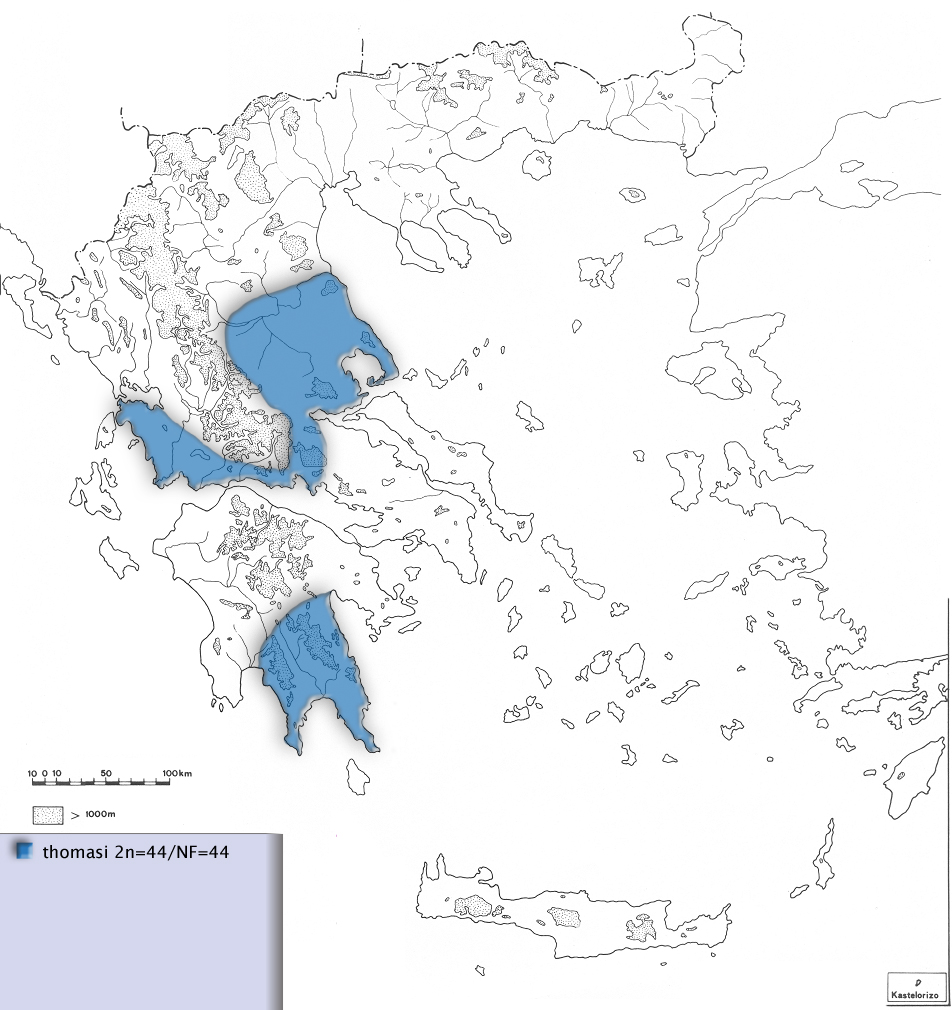 10 0 10 50 100km
> 1000m
thomasi 2n=44/NF=44
Kastelorizo